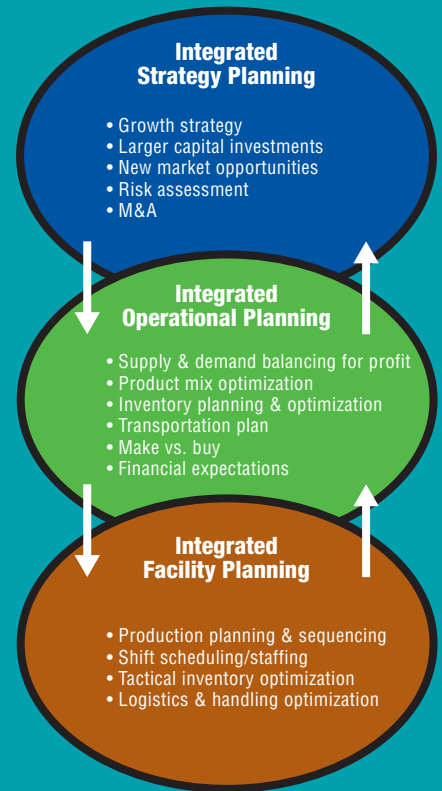 Integrated
Strategy Planning
• Growth strategy
• Larger capital investments
• New market opportunities
• Risk assessment
• M&A
Integrated
Operational Planning
• Supply & demand balancing for profit
• Product mix optimization
• Inventory planning & optimization
• Transportation plan
• Make vs. buy
• Financial expectations
Integrated
Facility Planning
• Production planning & sequencing
• Shift scheduling/staffing
• Tactical inventory optimization
• Logistics & handling optimization